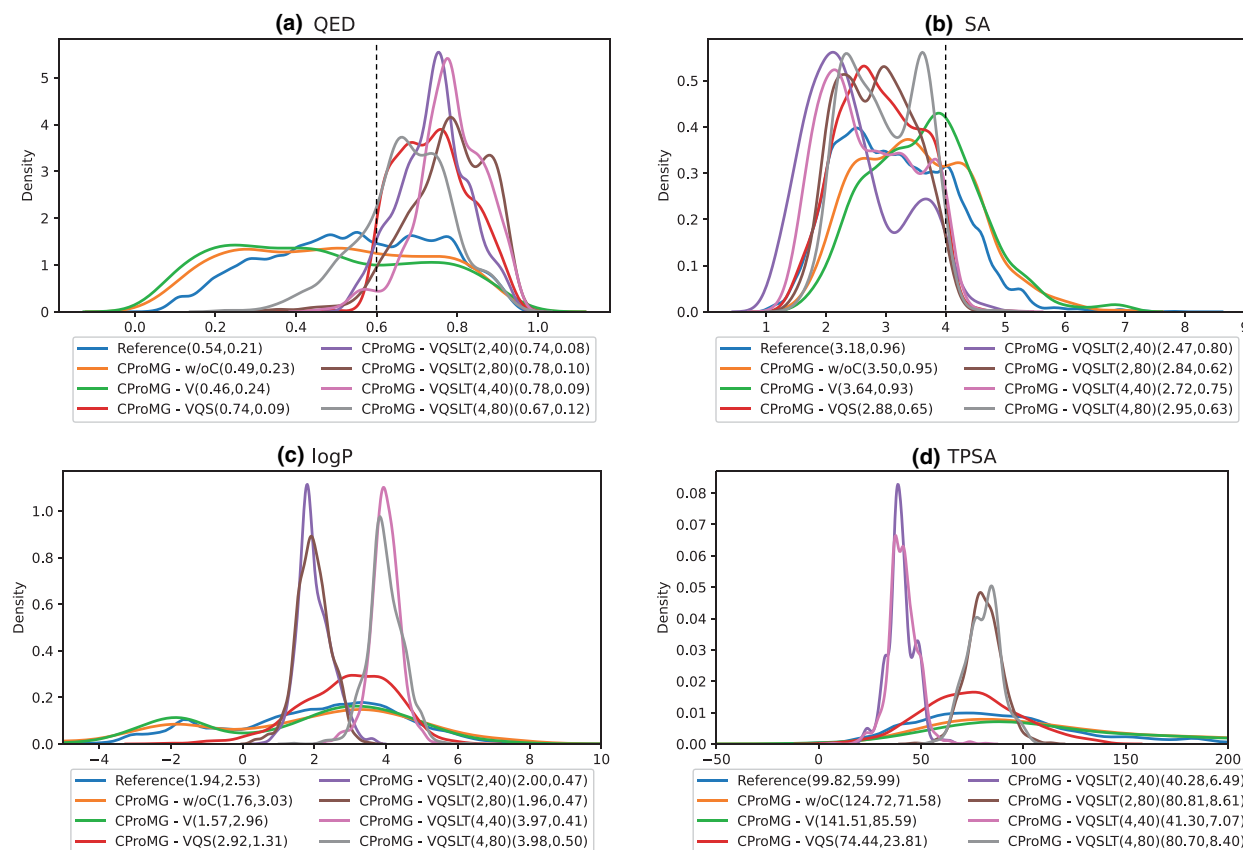 (a) QED
Density
5
4
3
2
1
0
0.0 0.2 0.4 0.6 0.8 1.0
Reference(0.54,0.21)
CProMG - w/oC(0.49,0.23)
CProMG - V(0.46,0.24)
CProMG - VQS(0.74,0.09)
CProMG - VQSLT(2,40)(0.74,0.08)
CProMG - VQSLT(2,80)(0.78,0.10)
CProMG - VQSLT(4,40)(0.78,0.09)
CProMG - VQSLT(4,80)(0.67,0.12)
(b) SA
Density
0.5
0.4
0.3
0.2
0.1
0.0
1 2 3 4 5 6 7 8 9
Reference(3.18,0.96)
CProMG - w/oC(3.50,0.95)
CProMG - V(3.64,0.93)
CProMG - VQS(2.88,0.65)
CProMG - VQSLT(2,40)(2.47,0.80)
CProMG - VQSLT(2,80)(2.84,0.62)
CProMG - VQSLT(4,40)(2.72,0.75)
CProMG - VQSLT(4,80)(2.95,0.63)
(c) logP
Density
1.0
0.8
0.6
0.4
0.2
0.0
−4 −2 0 2 4 6 8 10
Reference(1.94,2.53)
CProMG - w/oC(1.76,3.03)
CProMG - V(1.57,2.96)
CProMG - VQS(2.92,1.31)
CProMG - VQSLT(2,40)(2.00,0.47)
CProMG - VQSLT(2,80)(1.96,0.47)
CProMG - VQSLT(4,40)(3.97,0.41)
CProMG - VQSLT(4,80)(3.98,0.50)
(d) TPSA
Density
0.08
0.07
0.06
0.05
0.04
0.03
0.02
0.01
0.00
−50 0 50 100 150 200
Reference(99.82,59.99)
CProMG - w/oC(124.72,71.58)
CProMG - V(141.51,85.59)
CProMG - VQS(74.44,23.81)
CProMG - VQSLT(2,40)(40.28,6.49)
CProMG - VQSLT(2,80)(80.81,8.61)
CProMG - VQSLT(4,40)(41.30,7.07)
CProMG - VQSLT(4,80)(80.70,8.40)